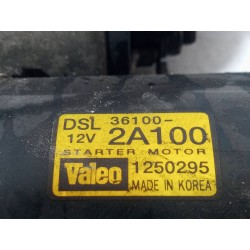 DSL 36100-
12V 2A100
STARTER MOTOR
Valeo 1250295
MADE IN KOREA